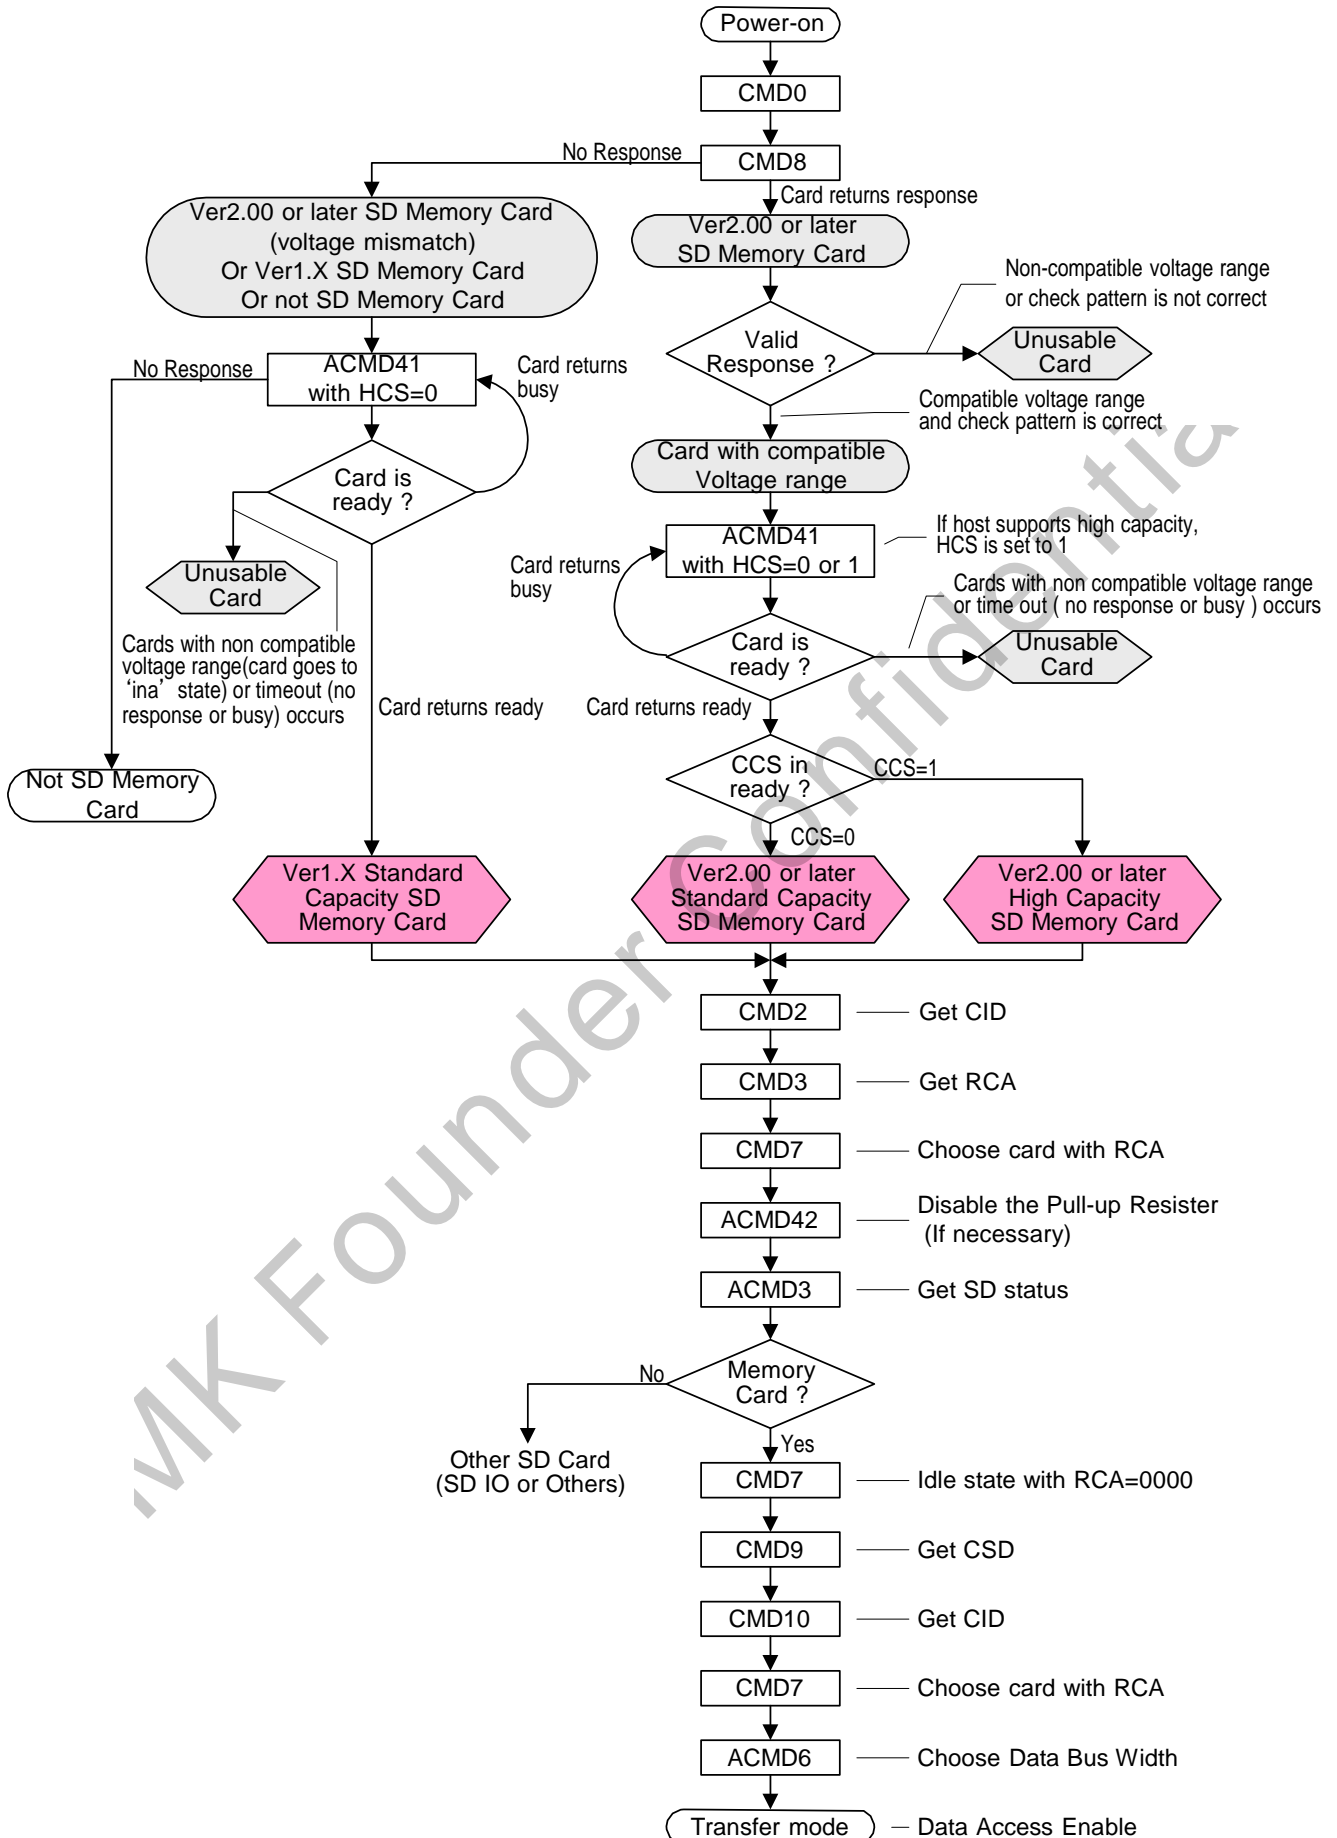 Power-on
CMD0
No Response
CMD8
Card returns response
Ver2.00 or later SD Memory Card
(voltage mismatch)
Or Ver1.X SD Memory Card
Or not SD Memory Card
Ver2.00 or later
SD Memory Card
Non-compatible voltage range
or check pattern is not correct
Valid
Response ?
Unusable
Card
No Response
ACMD41
with HCS=0
Card returns
busy
Compatible voltage range
and check pattern is correct
Card is
ready ?
Card with compatible
Voltage range
Unusable
Card
ACMD41
with HCS=0 or 1
If host supports high capacity,
HCS is set to 1
Card returns
busy
Cards with non compatible voltage range
or time out ( no response or busy ) occurs
Cards with non compatible
voltage range(card goes to
‘ina’ state) or timeout (no
response or busy) occurs
Card is
ready ?
Unusable
Card
Card returns ready
Card returns ready
Not SD Memory
Card
CCS in
ready ?
CCS=1
CCS=0
Ver1.X Standard
Capacity SD
Memory Card
Ver2.00 or later
Standard Capacity
SD Memory Card
Ver2.00 or later
High Capacity
SD Memory Card
CMD2
Get CID
CMD3
Get RCA
CMD7
Choose card with RCA
ACMD42
Disable the Pull-up Resister
(If necessary)
ACMD3
Get SD status
Memory
Card ?
No
Yes
Other SD Card
(SD IO or Others)
CMD7
Idle state with RCA=0000
CMD9
Get CSD
CMD10
Get CID
CMD7
Choose card with RCA
ACMD6
Choose Data Bus Width
Transfer mode
Data Access Enable
MK Founder Confidential